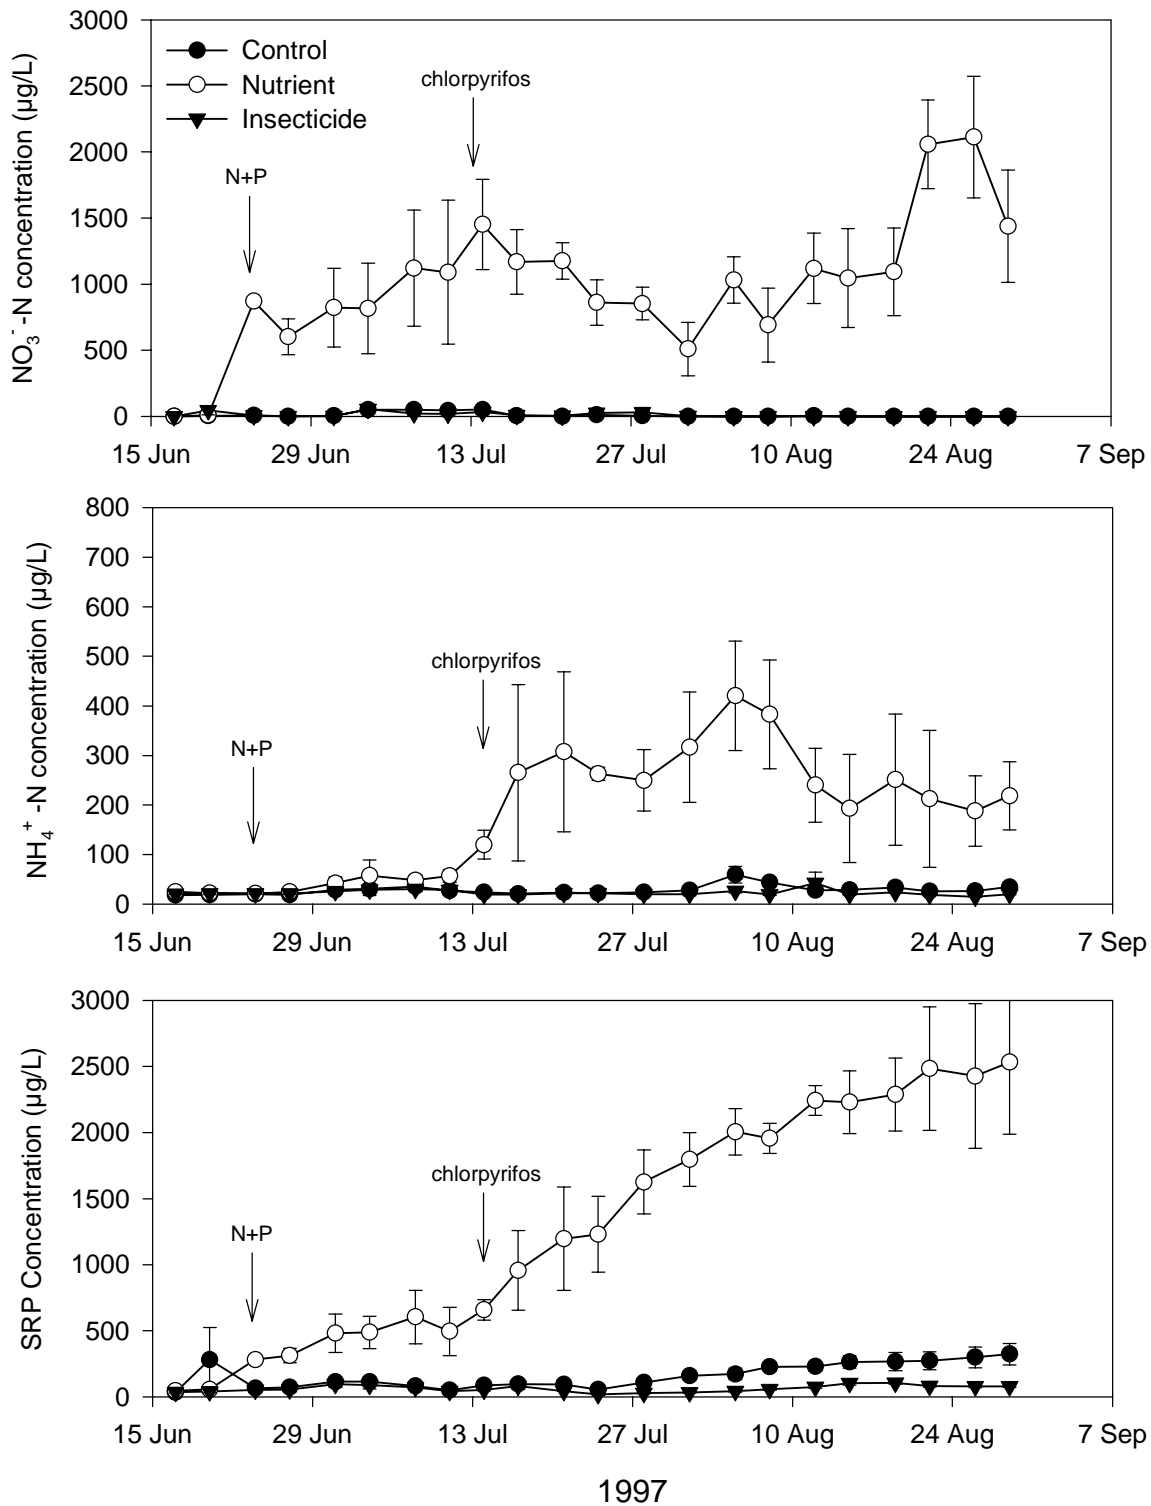 3000
Control
Nutrient
Insecticide
chlorpyrifos
N+P
2500
2000
1500
1000
500
0
NO₃⁻-N concentration (µg/L)
15 Jun 29 Jun 13 Jul 27 Jul 10 Aug 24 Aug 7 Sep
800
700
600
500
400
300
200
100
0
NH₄⁺-N concentration (µg/L)
chlorpyrifos
N+P
15 Jun 29 Jun 13 Jul 27 Jul 10 Aug 24 Aug 7 Sep
3000
2500
2000
1500
1000
500
0
SRP Concentration (µg/L)
chlorpyrifos
N+P
15 Jun 29 Jun 13 Jul 27 Jul 10 Aug 24 Aug 7 Sep
1997